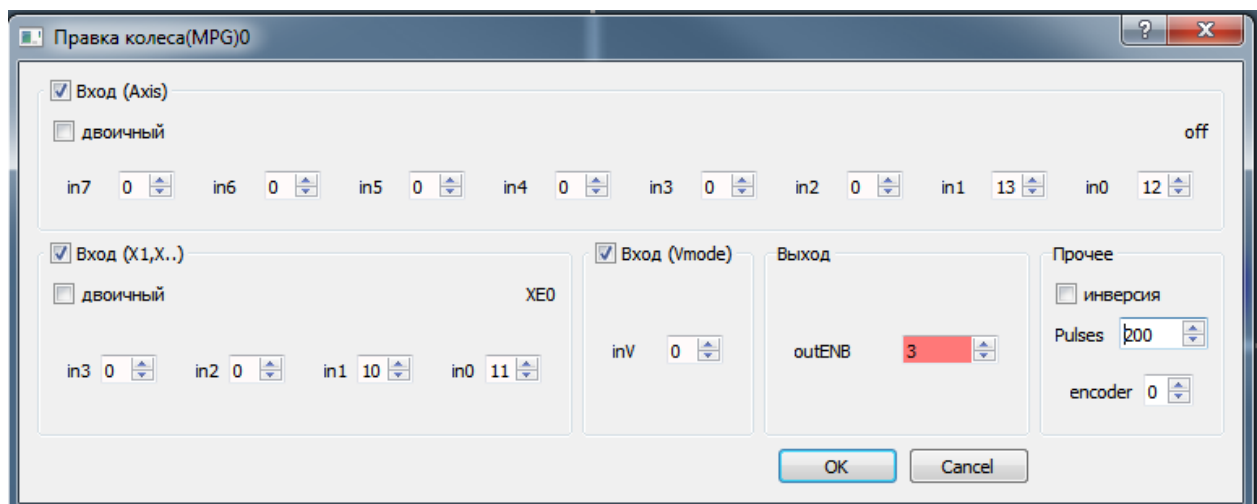 Правка колеса(MPG)0
Вход (Axis)
двоичный off
in7 0 in6 0 in5 0 in4 0 in3 0 in2 0 in1 13 in0 12
Вход (X1,X..) Вход (Vmode) Выход Прочее
двоичный XE0 инверсия
Pulses 200
in3 0 in2 0 in1 10 in0 11 inV 0 outENB 3
encoder 0
OK Cancel